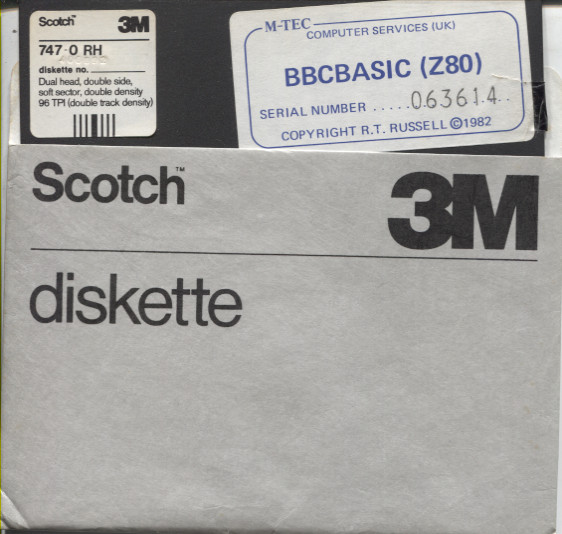 Scotch 3M
747-0 RH
diskette no.
Dual head, double side,
soft sector, double density
96 TPI (double track density)
M-TEC
COMPUTER SERVICES (UK)
BBCBASIC (Z80)
SERIAL NUMBER .....063614..
COPYRIGHT R.T. RUSSELL ©1982
Scotch™ 3M
diskette